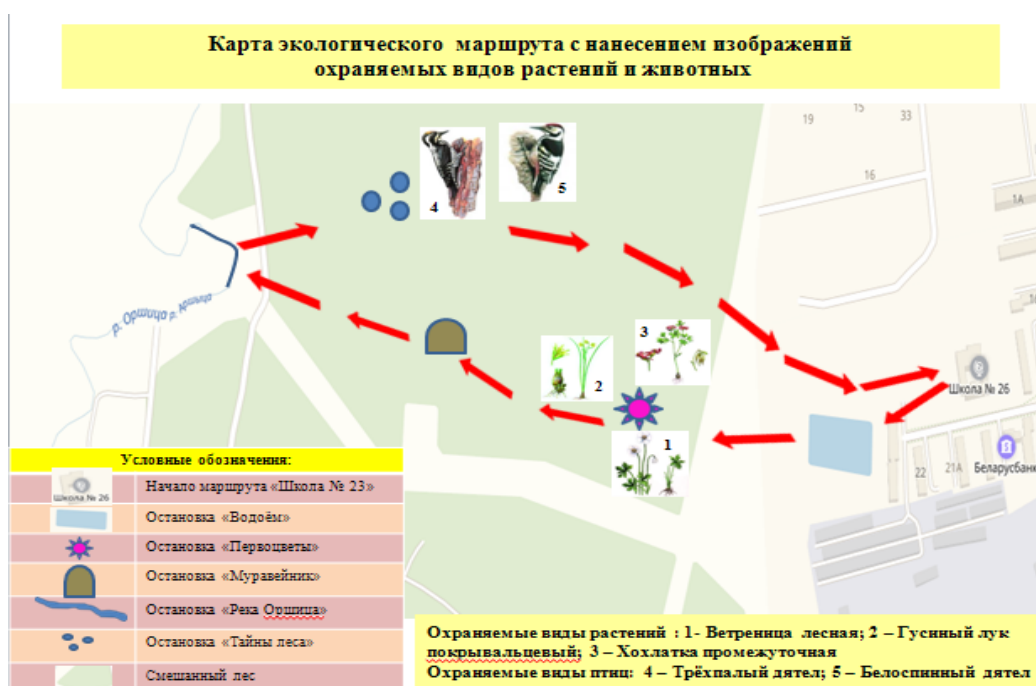 Карта экологического маршрута с нанесением изображений
охраняемых видов растений и животных
15
33
19
16
1А
4
5
р. Оршица р. Аршыца
3
2
1
Школа № 26
22
21А
Беларусбанк
Условные обозначения:
Школа № 26
Начало маршрута «Школа № 23»
Остановка «Водоём»
Остановка «Первоцветы»
Остановка «Муравейник»
Остановка «Река Оршица»
Остановка «Тайны леса»
Смешанный лес
Охраняемые виды растений : 1- Ветреница лесная; 2 – Гусиный лук
покрывальцевый; 3 – Хохлатка промежуточная
Охраняемые виды птиц: 4 – Трёхпалый дятел; 5 – Белоспинный дятел